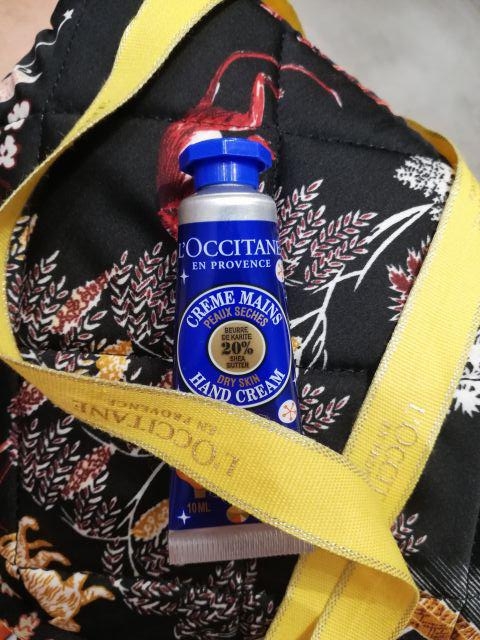 L'OCCITANE
EN PROVENCE
CREME MAINS
PEAUX SECHES
BEURRE
DE KARITE
20%
SHEA
BUTTER
DRY SKIN
HAND CREAM
L'OCCITANE
EN PROVENCE
L'OCCIT
10 ML